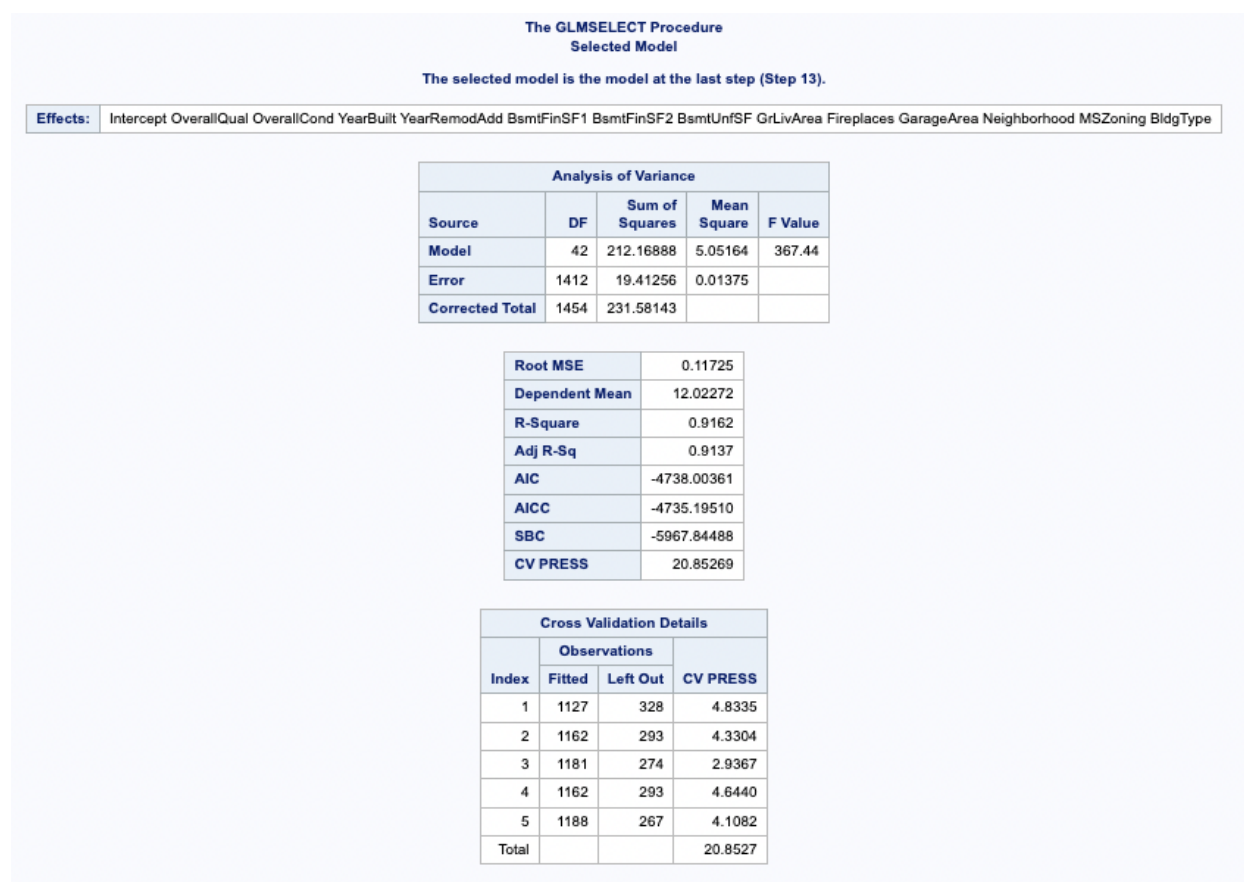 The GLMSELECT Procedure
Selected Model
The selected model is the model at the last step (Step 13).
Effects: Intercept OverallQual OverallCond YearBuilt YearRemodAdd BsmtFinSF1 BsmtFinSF2 BsmtUnfSF GrLivArea Fireplaces GarageArea Neighborhood MSZoning BldgType
Analysis of Variance
Source DF Sum of Squares Mean Square F Value
Model 42 212.16888 5.05164 367.44
Error 1412 19.41256 0.01375
Corrected Total 1454 231.58143
Root MSE 0.11725
Dependent Mean 12.02272
R-Square 0.9162
Adj R-Sq 0.9137
AIC -4738.00361
AICC -4735.19510
SBC -5967.84488
CV PRESS 20.85269
Cross Validation Details
Index Observations CV PRESS
Fitted Left Out
1 1127 328 4.8335
2 1162 293 4.3304
3 1181 274 2.9367
4 1162 293 4.6440
5 1188 267 4.1082
Total 20.8527